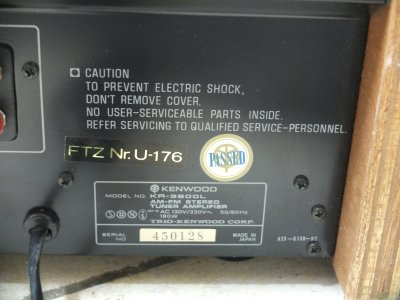 CAUTION
TO PREVENT ELECTRIC SHOCK,
DON'T REMOVE COVER.
NO USER-SERVICEABLE PARTS INSIDE.
REFER SERVICING TO QUALIFIED SERVICE-PERSONNEL.
FTZ Nr. U-176
PASSED
KENWOOD
MODEL NO. KR-3600L
AM-FM STEREO
TUNER AMPLIFIER
S D N AC 120V/220V~ 50/60Hz
180W
TRIO-KENWOOD CORP.
SERIAL NO 450128 MADE IN JAPAN